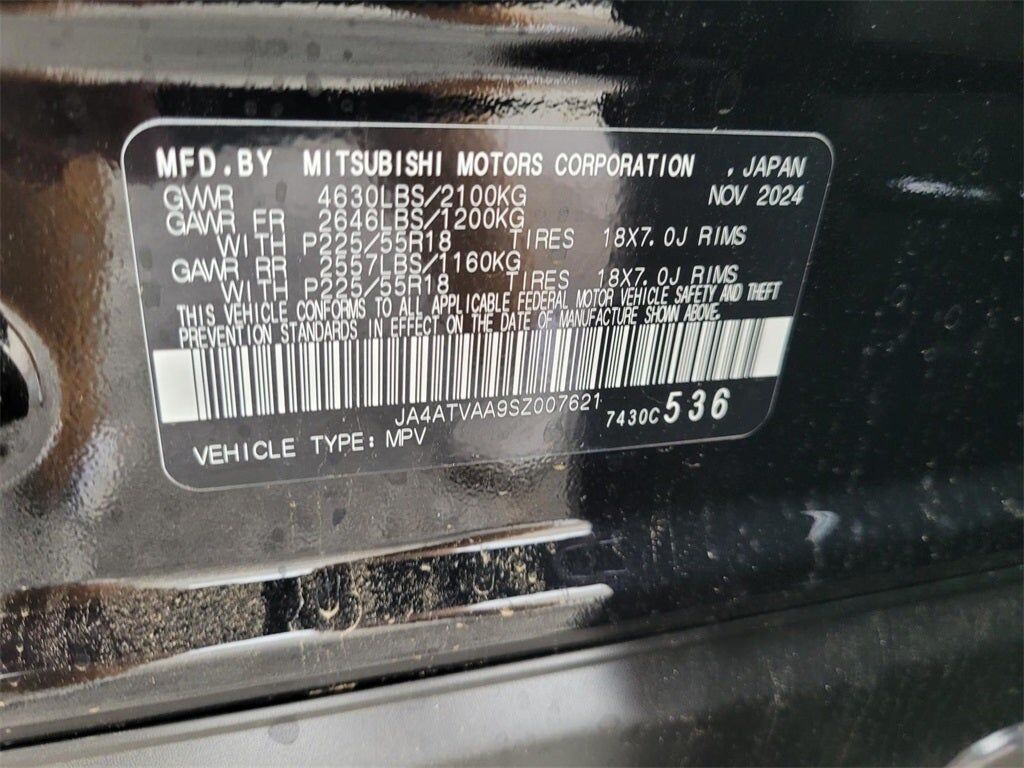 MFD.BY MITSUBISHI MOTORS CORPORATION , JAPAN
GVWR 4630LBS/2100KG NOV 2024
GAWR FR 2646LBS/1200KG
WITH P225/55R18 TIRES 18X7.0J RIMS
GAWR RR 2557LBS/1160KG
WITH P225/55R18 TIRES 18X7.0J RIMS
THIS VEHICLE CONFORMS TO ALL APPLICABLE FEDERAL MOTOR VEHICLE SAFETY AND THEFT
PREVENTION STANDARDS IN EFFECT ON THE DATE OF MANUFACTURE SHOWN ABOVE.
JA4ATVAA9SZ007621 7430C 536
VEHICLE TYPE: MPV